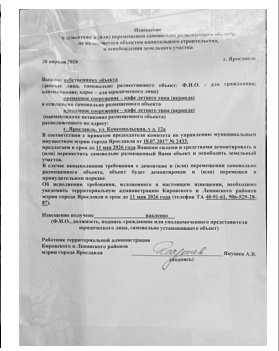 Извещение
о демонтаже и (или) перемещении самовольно размещенного объекта,
не являющегося объектом капитального строительства,
и освобождении земельного участка
20 апреля 2026 г. Ярославль
Выдано: собственнику объекта
(данные лица, самовольно разместившего объект: Ф.И.О. - для гражданина;
наименование, адрес - для юридического лица)
временное сооружение – кафе летнего типа (веранда)
в отношении самовольно размещенного объекта
временное сооружение – кафе летнего типа (веранда)
(наименование незаконно размещенного объекта)
расположенного по адресу:
г. Ярославль, ул. Комсомольская, у д. 12а
В соответствии с приказом председателя комитета по управлению муниципальным
имуществом мэрии города Ярославля от 18.07.2017 № 2433,
предлагаем в срок до 11 мая 2026 года Вашими силами и средствами демонтировать и
(или) переместить самовольно размещенный Вами объект и освободить земельный
участок.
В случае невыполнения требования о демонтаже и (или) перемещении самовольно
размещенного объекта, объект будет демонтирован и (или) перемещен в
принудительном порядке.
Об исполнении требования, изложенного в настоящем извещении, необходимо
уведомить территориальную администрацию Кировского и Ленинского районов
мэрии города Ярославля в срок до 11 мая 2026 (телефон ТА 40-91-61, 906-529-20-
87).
Извещение получено наклеено
(Ф.И.О., должность, подпись гражданина или уполномоченного представителя
юридического лица, самовольно установившего объект)
Работник территориальной администрации
Кировского и Ленинского районов
мэрии города Ярославля Якушев А.В.
(подпись)